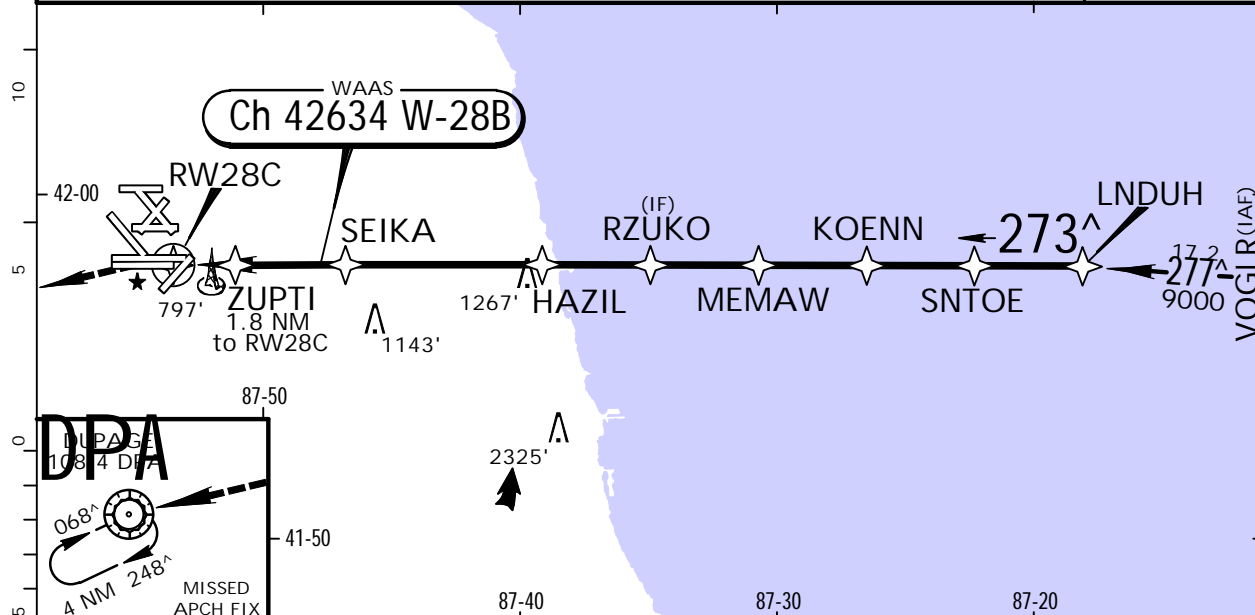 WAAS
Ch 42634 W-28B
10
42-00
RW28C
(IF)
LNDUH
SEIKA
RZUKO
KOENN
273^
VOGLR (IAF)
5
17.2
277^
9000
797'
ZUPTI
1.8 NM
to RW28C
1267'
HAZIL
MEMAW
SNTOE
1143'
87-50
0
DPA
DUPAGE
108.4 DPA
2325'
068^
41-50
248^
4 NM
MISSED
APCH FIX
5
87-40
87-30
87-20